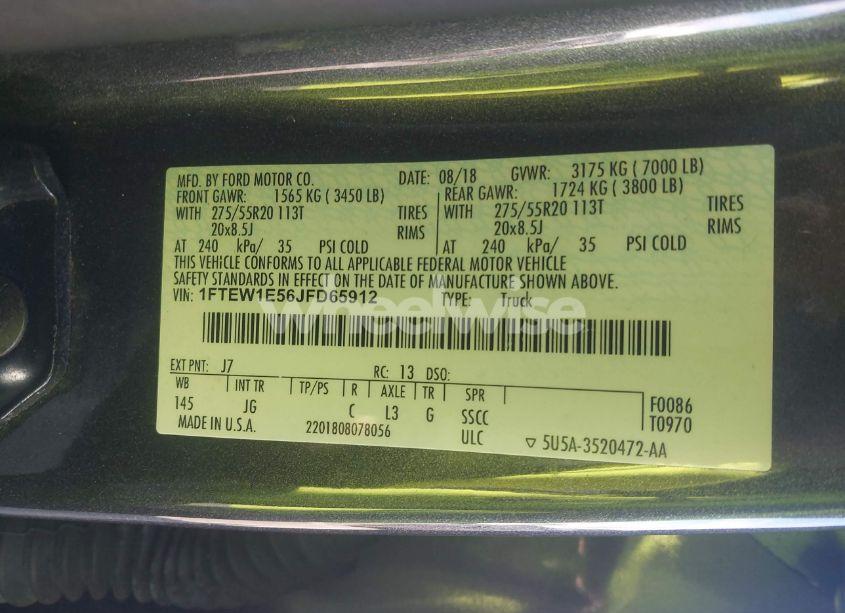 MFD. BY FORD MOTOR CO. DATE: 08/18 GVWR: 3175 KG ( 7000 LB)
FRONT GAWR: 1565 KG ( 3450 LB) REAR GAWR: 1724 KG ( 3800 LB)
WITH 275/55R20 113T TIRES WITH 275/55R20 113T TIRES
20x8.5J RIMS 20x8.5J RIMS
AT 240 kPa/ 35 PSI COLD AT 240 kPa/ 35 PSI COLD
THIS VEHICLE CONFORMS TO ALL APPLICABLE FEDERAL MOTOR VEHICLE
SAFETY STANDARDS IN EFFECT ON THE DATE OF MANUFACTURE SHOWN ABOVE.
VIN: 1FTEW1E56JFD65912 TYPE: Truck
wheelwise
EXT PNT: J7 RC: 13 DSO:
WB INT TR TP/PS R AXLE TR SPR F0086
145 JG C L3 G SSCC T0970
MADE IN U.S.A. 2201808078056 ULC ▽ 5U5A-3520472-AA